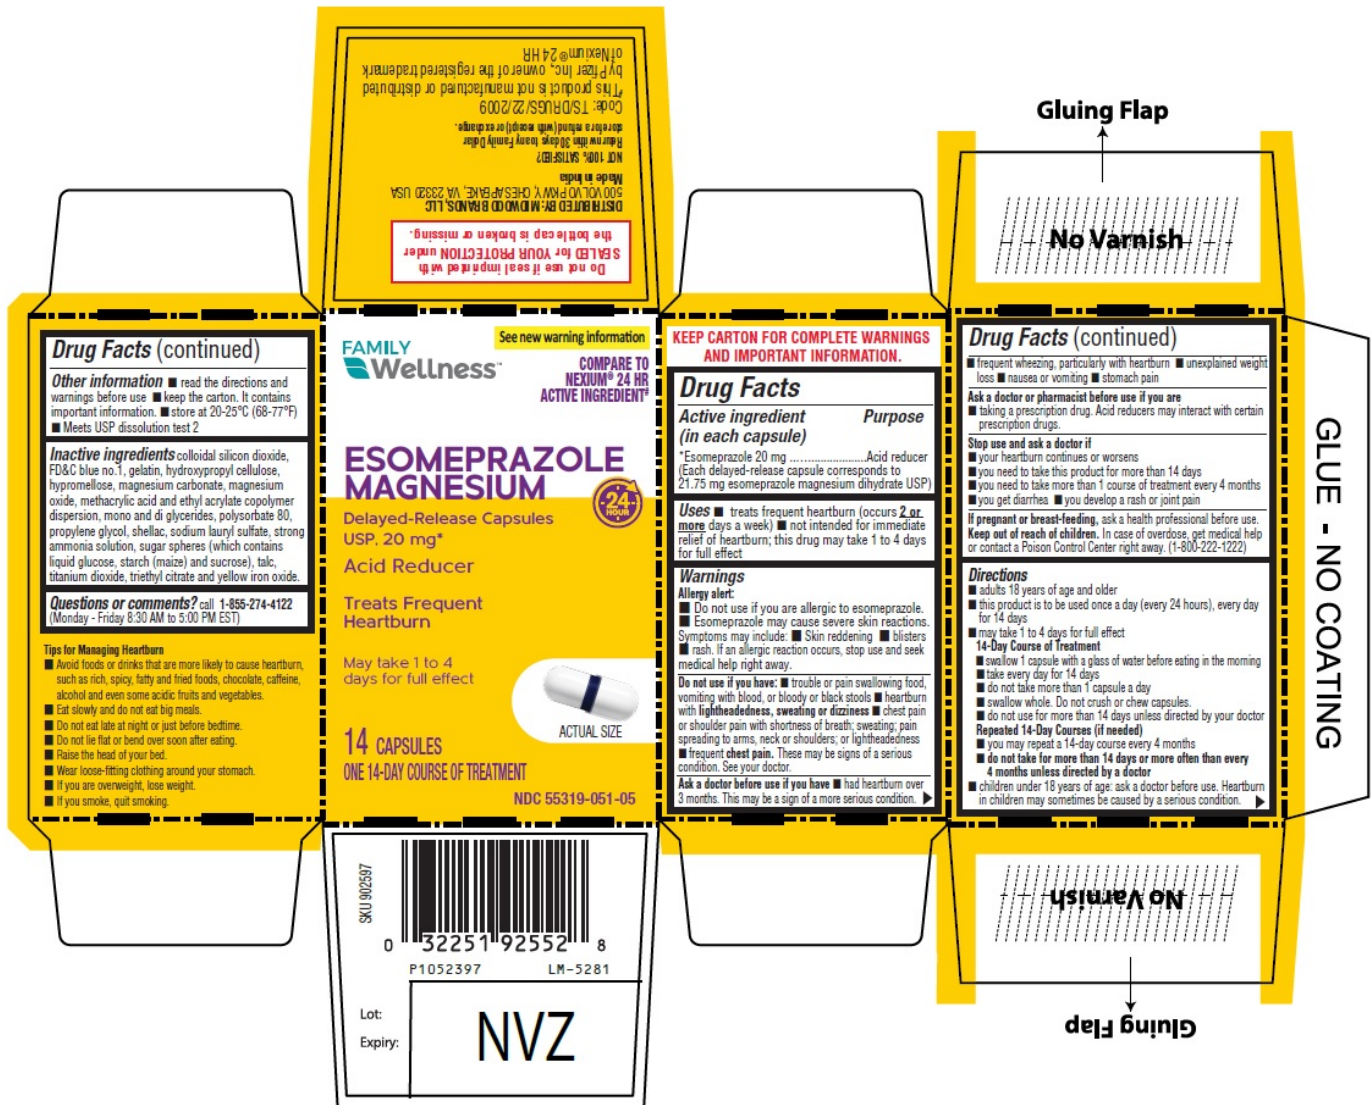 of Nexium® 24 HR
by Pfizer Inc., owner of the registered trademark
#This product is not manufactured or distributed
Code: TS/DRUGS/22/2009
store for a refund (with receipt) or exchange.
Return within 30 days to any Family Dollar
NOT 100% SATISFIED?
Made in India
500 VOLVO PKWY, CHESAPEAKE, VA 23320 USA
DISTRIBUTED BY: MIDWOOD BRANDS, LLC
the bottle cap is broken or missing.
SEALED for YOUR PROTECTION under
Do not use if seal imprinted with
Gluing Flap
No Varnish
Drug Facts (continued)
Other information ■ read the directions and
warnings before use ■ keep the carton. It contains
important information. ■ store at 20-25°C (68-77°F)
■ Meets USP dissolution test 2
Inactive ingredients colloidal silicon dioxide,
FD&C blue no.1, gelatin, hydroxypropyl cellulose,
hypromellose, magnesium carbonate, magnesium
oxide, methacrylic acid and ethyl acrylate copolymer
dispersion, mono and di glycerides, polysorbate 80,
propylene glycol, shellac, sodium lauryl sulfate, strong
ammonia solution, sugar spheres (which contains
liquid glucose, starch (maize) and sucrose), talc,
titanium dioxide, triethyl citrate and yellow iron oxide.
Questions or comments? call 1-855-274-4122
(Monday - Friday 8:30 AM to 5:00 PM EST)
Tips for Managing Heartburn
■ Avoid foods or drinks that are more likely to cause heartburn,
such as rich, spicy, fatty and fried foods, chocolate, caffeine,
alcohol and even some acidic fruits and vegetables.
■ Eat slowly and do not eat big meals.
■ Do not eat late at night or just before bedtime.
■ Do not lie flat or bend over soon after eating.
■ Raise the head of your bed.
■ Wear loose-fitting clothing around your stomach.
■ If you are overweight, lose weight.
■ If you smoke, quit smoking.
See new warning information
FAMILY
Wellness™
COMPARE TO
NEXIUM® 24 HR
ACTIVE INGREDIENT#
ESOMEPRAZOLE
MAGNESIUM
24
HOUR
Delayed-Release Capsules
USP, 20 mg*
Acid Reducer
Treats Frequent
Heartburn
May take 1 to 4
days for full effect
ACTUAL SIZE
14 CAPSULES
ONE 14-DAY COURSE OF TREATMENT
NDC 55319-051-05
SKU 902597
0 32251 92552 8
P1052397 LM-5281
Lot:
Expiry:
NVZ
KEEP CARTON FOR COMPLETE WARNINGS
AND IMPORTANT INFORMATION.
Drug Facts
Active ingredient Purpose
(in each capsule)
*Esomeprazole 20 mg ............................Acid reducer
(Each delayed-release capsule corresponds to
21.75 mg esomeprazole magnesium dihydrate USP)
Uses ■ treats frequent heartburn (occurs 2 or
more days a week) ■ not intended for immediate
relief of heartburn; this drug may take 1 to 4 days
for full effect
Warnings
Allergy alert:
■ Do not use if you are allergic to esomeprazole.
■ Esomeprazole may cause severe skin reactions.
Symptoms may include: ■ Skin reddening ■ blisters
■ rash. If an allergic reaction occurs, stop use and seek
medical help right away.
Do not use if you have: ■ trouble or pain swallowing food,
vomiting with blood, or bloody or black stools ■ heartburn
with lightheadedness, sweating or dizziness ■ chest pain
or shoulder pain with shortness of breath; sweating; pain
spreading to arms, neck or shoulders; or lightheadedness
■ frequent chest pain. These may be signs of a serious
condition. See your doctor.
Ask a doctor before use if you have ■ had heartburn over
3 months. This may be a sign of a more serious condition.
Drug Facts (continued)
■ frequent wheezing, particularly with heartburn ■ unexplained weight
loss ■ nausea or vomiting ■ stomach pain
Ask a doctor or pharmacist before use if you are
■ taking a prescription drug. Acid reducers may interact with certain
prescription drugs.
Stop use and ask a doctor if
■ your heartburn continues or worsens
■ you need to take this product for more than 14 days
■ you need to take more than 1 course of treatment every 4 months
■ you get diarrhea ■ you develop a rash or joint pain
If pregnant or breast-feeding, ask a health professional before use.
Keep out of reach of children. In case of overdose, get medical help
or contact a Poison Control Center right away. (1-800-222-1222)
Directions
■ adults 18 years of age and older
■ this product is to be used once a day (every 24 hours), every day
for 14 days
■ may take 1 to 4 days for full effect
14-Day Course of Treatment
■ swallow 1 capsule with a glass of water before eating in the morning
■ take every day for 14 days
■ do not take more than 1 capsule a day
■ swallow whole. Do not crush or chew capsules.
■ do not use for more than 14 days unless directed by your doctor
Repeated 14-Day Courses (if needed)
■ you may repeat a 14-day course every 4 months
■ do not take for more than 14 days or more often than every
4 months unless directed by a doctor
■ children under 18 years of age: ask a doctor before use. Heartburn
in children may sometimes be caused by a serious condition.
GLUE - NO COATING
No Varnish
Gluing Flap